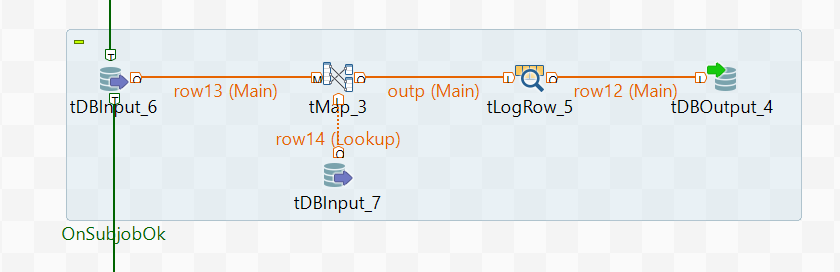 T
O
M
O
I
O
I
tDBInput_6
T
row13 (Main)
tMap_3
outp (Main)
tLogRow_5
row12 (Main)
tDBOutput_4
L
row14 (Lookup)
O
tDBInput_7
OnSubjobOk